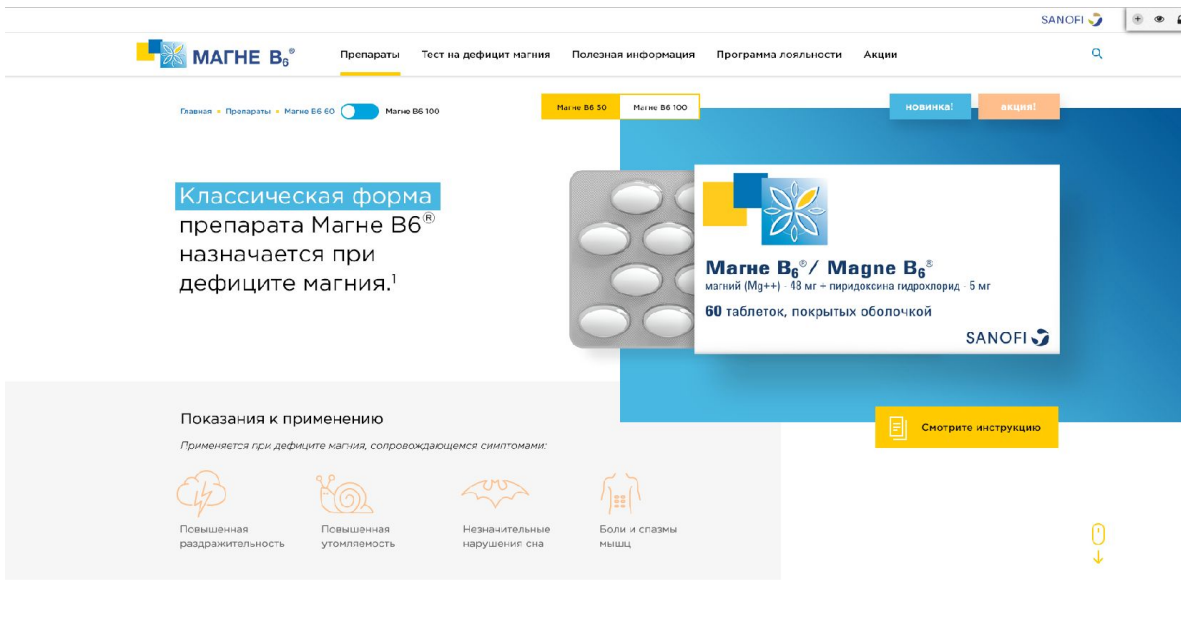 SANOFI
МАГНЕ B6®
Препараты Тест на дефицит магния Полезная информация Программа лояльности Акции
Главная • Препараты • Магне B6 60 Магне B6 100
Магне B6 50 Магне B6 100
новинка! акция!
Классическая форма
препарата Магне B6®
назначается при
дефиците магния.¹
Магне B6®/ Magne B6®
магний (Mg++) - 48 мг + пиридоксина гидрохлорид - 5 мг
60 таблеток, покрытых оболочкой
SANOFI
Смотрите инструкцию
Показания к применению
Применяется при дефиците магния, сопровождающемся симптомами:
Повышенная
раздражительность
Повышенная
утомляемость
Незначительные
нарушения сна
Боли и спазмы
мышц